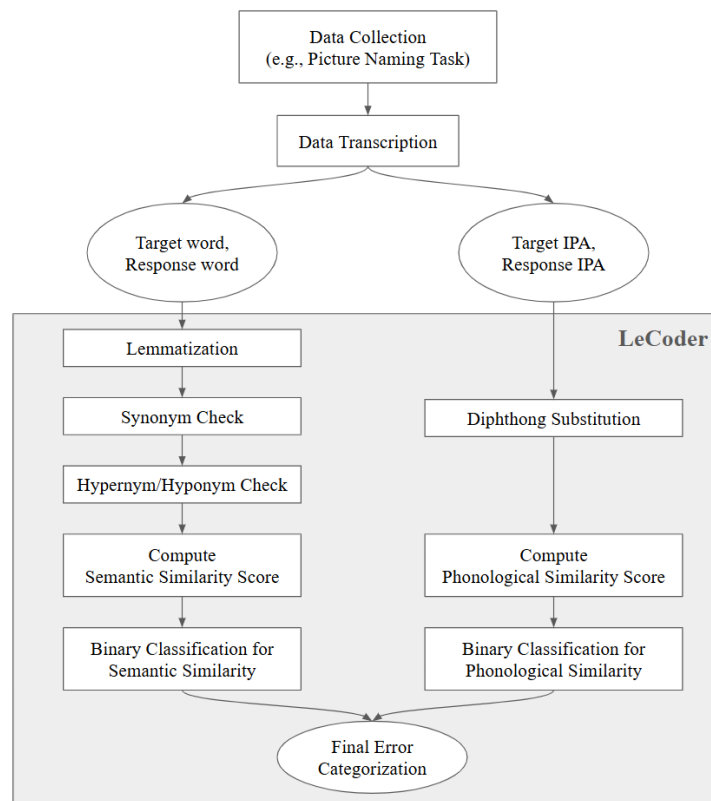 Data Collection
(e.g., Picture Naming Task)
Data Transcription
Target word,
Response word
Target IPA,
Response IPA
LeCoder
Lemmatization
Synonym Check
Diphthong Substitution
Hypernym/Hyponym Check
Compute
Semantic Similarity Score
Compute
Phonological Similarity Score
Binary Classification for
Semantic Similarity
Binary Classification for
Phonological Similarity
Final Error
Categorization